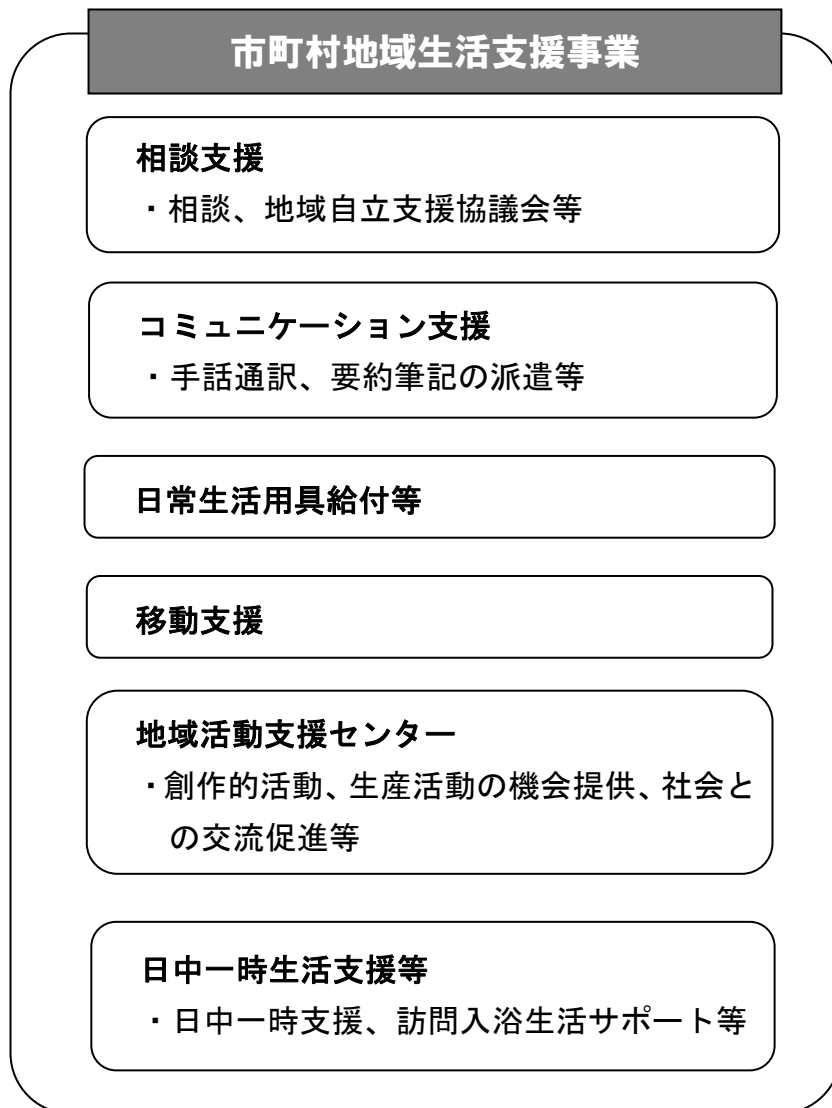 市町村地域生活支援事業
相談支援
・相談、地域自立支援協議会等
コミュニケーション支援
・手話通訳、要約筆記の派遣等
日常生活用具給付等
移動支援
地域活動支援センター
・創作的活動、生産活動の機会提供、社会と
の交流促進等
日中一時生活支援等
・日中一時支援、訪問入浴生活サポート等